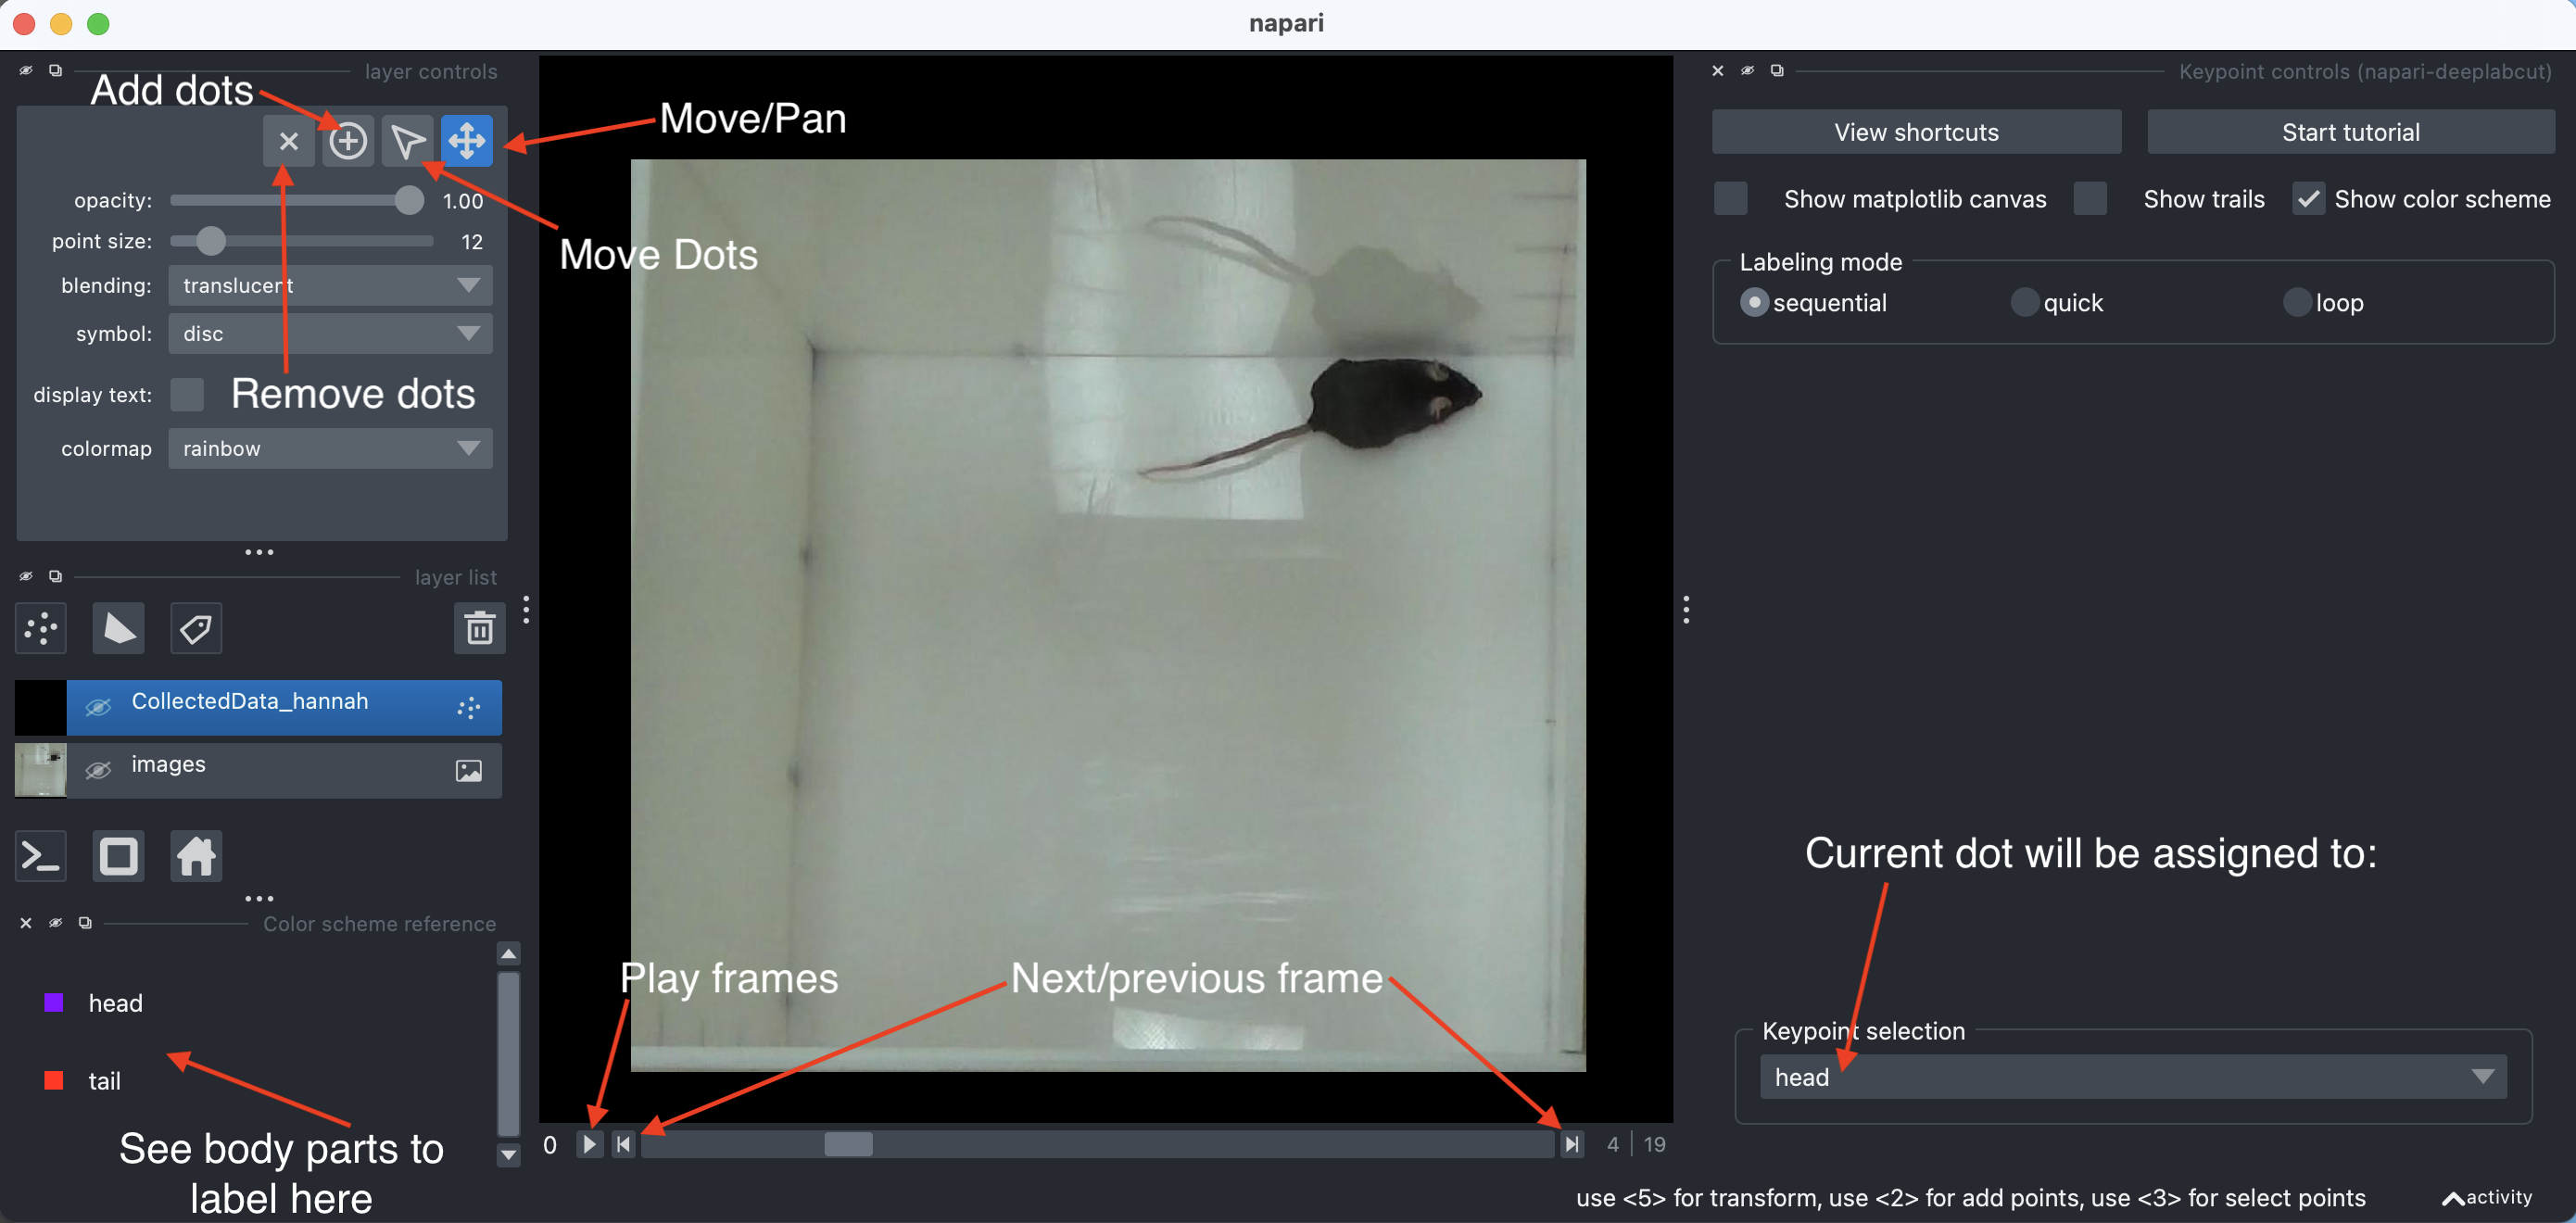 napari
layer controls
Add dots
Move/Pan
opacity: 1.00
point size: 12
Move Dots
blending: translucent
symbol: disc
display text:
Remove dots
colormap rainbow
layer list
CollectedData_hannah
images
Color scheme reference
head
tail
See body parts to
label here
Play frames
Next/previous frame
0
4 | 19
Keypoint controls (napari-deeplabcut)
View shortcuts Start tutorial
Show matplotlib canvas Show trails Show color scheme
Labeling mode
sequential quick loop
Current dot will be assigned to:
Keypoint selection
head
use <5> for transform, use <2> for add points, use <3> for select points
activity